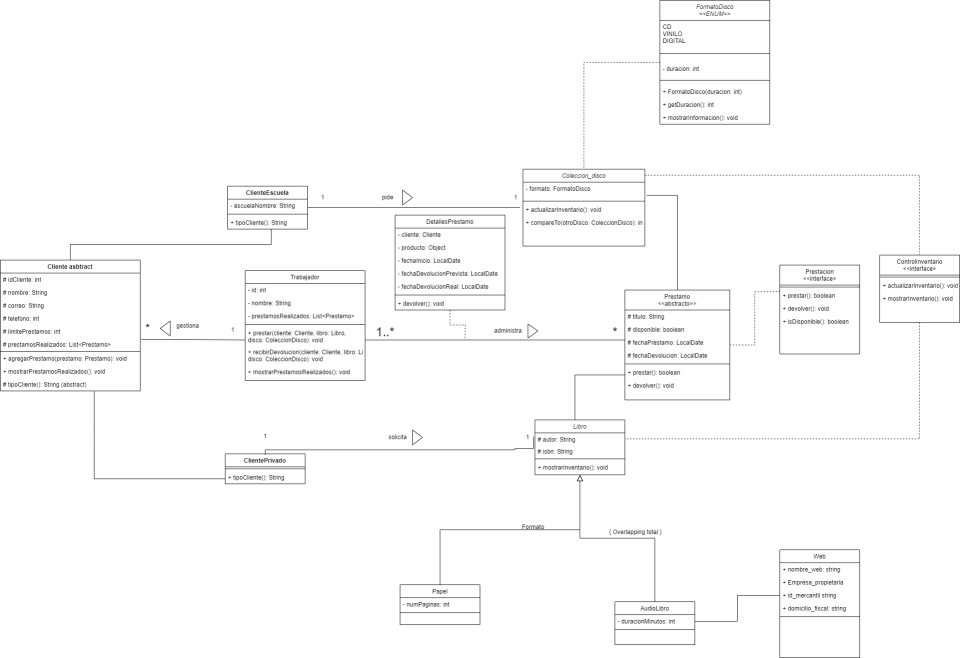 FormatoDisco
<<ENUM>>
CD
VINILO
DIGITAL
- duracion: int
+ FormatoDisco(duracion: int)
+ getDuracion(): int
+ mostrarInformacion(): void
Coleccion_disco
- formato: FormatoDisco
+ actualizarInventario(): void
+ compareTo(otroDisco: ColeccionDisco): in
ClienteEscuela
- escuelaNombre: String
+ tipoCliente(): String
1
pide
1
DetallesPrestamo
- cliente: Cliente
- producto: Object
- fechaInicio: LocalDate
- fechaDevolucionPrevista: LocalDate
- fechaDevolucionReal: LocalDate
+ devolver(): void
Cliente asbtract
# idCliente: int
# nombre: String
# correo: String
# telefono: int
# limitePrestamos: int
# prestamosRealizados: List<Prestamo>
+ agregarPrestamo(prestamo: Prestamo): void
+ mostrarPrestamosRealizados(): void
# tipoCliente(): String (abstract)
*
gestiona
1
Trabajador
- id: int
- nombre: String
- prestamosRealizados: List<Prestamo>
+ prestar(cliente: Cliente, libro: Libro,
disco: ColeccionDisco): void
+ recibirDevolucion(cliente: Cliente, libro: Li
disco: ColeccionDisco): void
+ mostrarPrestamosRealizados(): void
1..*
administra
*
Prestamo
<<abstracto>>
# titulo: String
# disponible: boolean
# fechaPrestamo: LocalDate
# fechaDevolucion: LocalDate
+ prestar(): boolean
+ devolver(): void
Prestacion
<<interface>>
+ prestar(): boolean
+ devolver(): void
+ isDisponible(): boolean
ControlInventario
<<interface>>
+ actualizarInventario(): void
+ mostrarInventario(): void
Libro
# autor: String
# isbn: String
+ mostrarInventario(): void
1
solicita
1
ClientePrivado
+ tipoCliente(): String
Formato
{ Overlapping total }
Papel
- numPaginas: int
AudioLibro
- duracionMinutos: int
Web
+ nombre_web: string
+ Empresa_propietaria
+ id_mercantil string
+ domicilio_fiscal: string